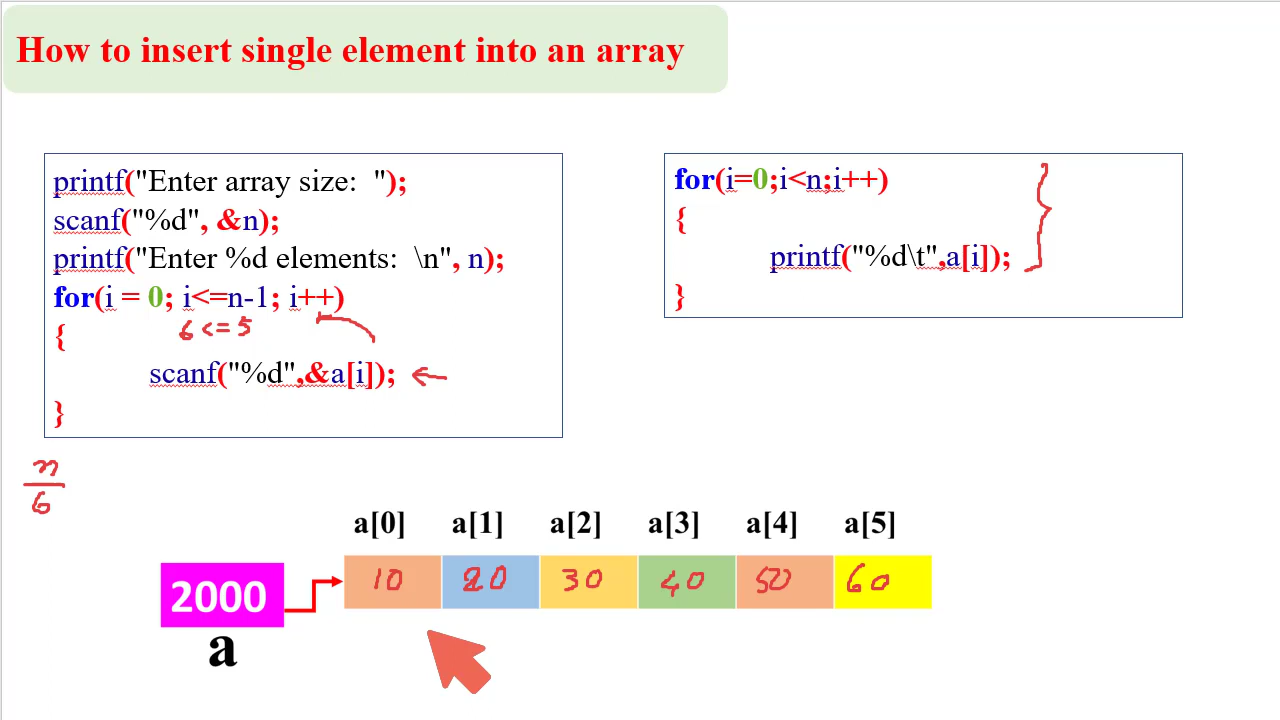 How to insert single element into an array
printf("Enter array size:  ");
scanf("%d", &n);
printf("Enter %d elements:  \n", n);
for(i = 0; i<=n-1; i++)
6 <= 5
{
scanf("%d",&a[i]);
}
for(i=0;i<n;i++)
{
printf("%d\t",a[i]);
}
n
6
a[0] a[1] a[2] a[3] a[4] a[5]
10 20 30 40 50 60
2000
a